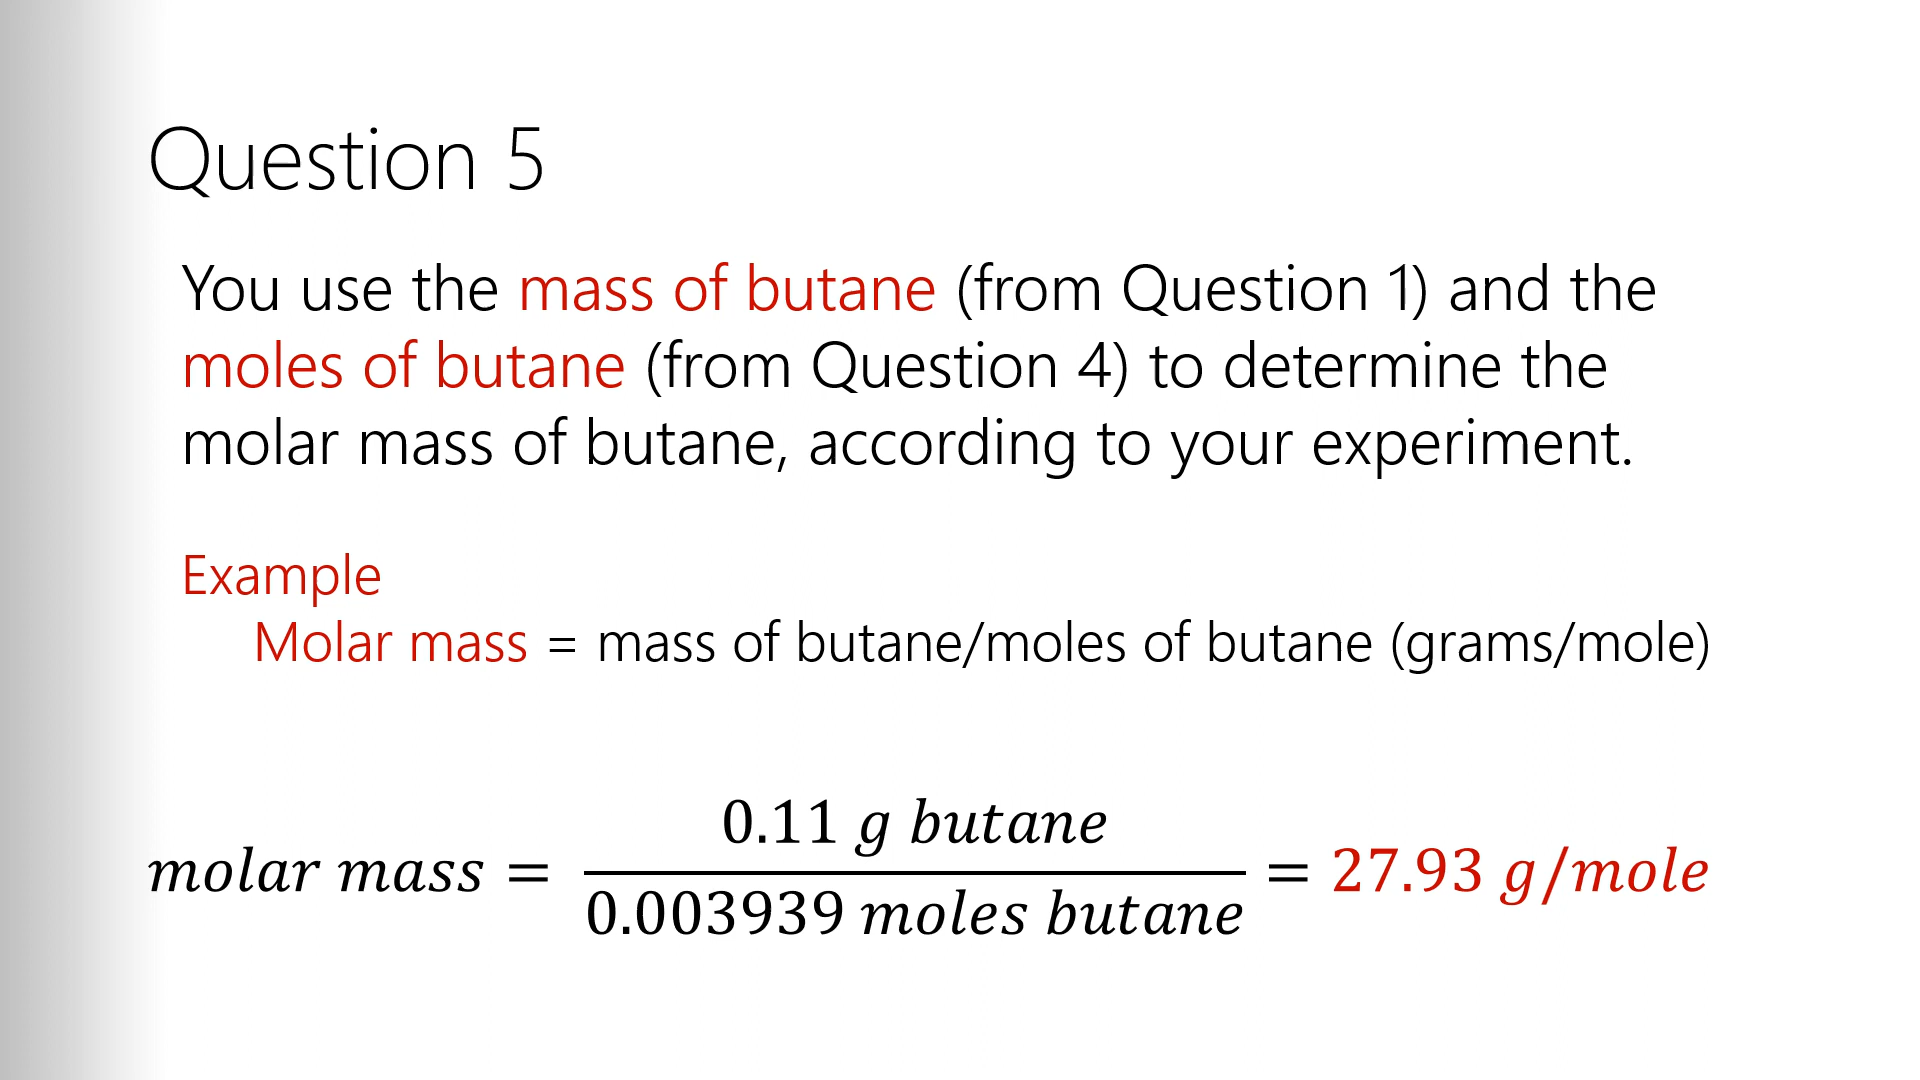 Question 5
You use the mass of butane (from Question 1) and the
moles of butane (from Question 4) to determine the
molar mass of butane, according to your experiment.
Example
Molar mass = mass of butane/moles of butane (grams/mole)
molar mass = 0.11 g butane / 0.003939 moles butane = 27.93 g/mole